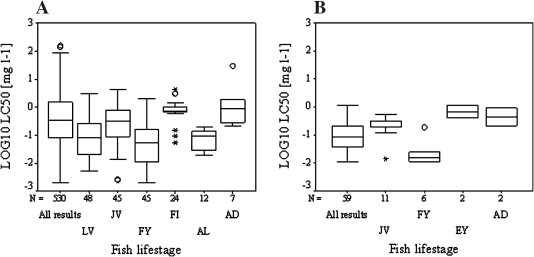 A
LOG10 LC50 [mg l-1]
3
2
1
0
-1
-2
-3
N = 530 48 45 45 24 12 7
All results JV FI AD
LV FY AL
Fish lifestage
B
LOG10 LC50 [mg l-1]
3
2
1
0
-1
-2
-3
N = 59 11 6 2 2
All results FY AD
JV EY
Fish lifestage